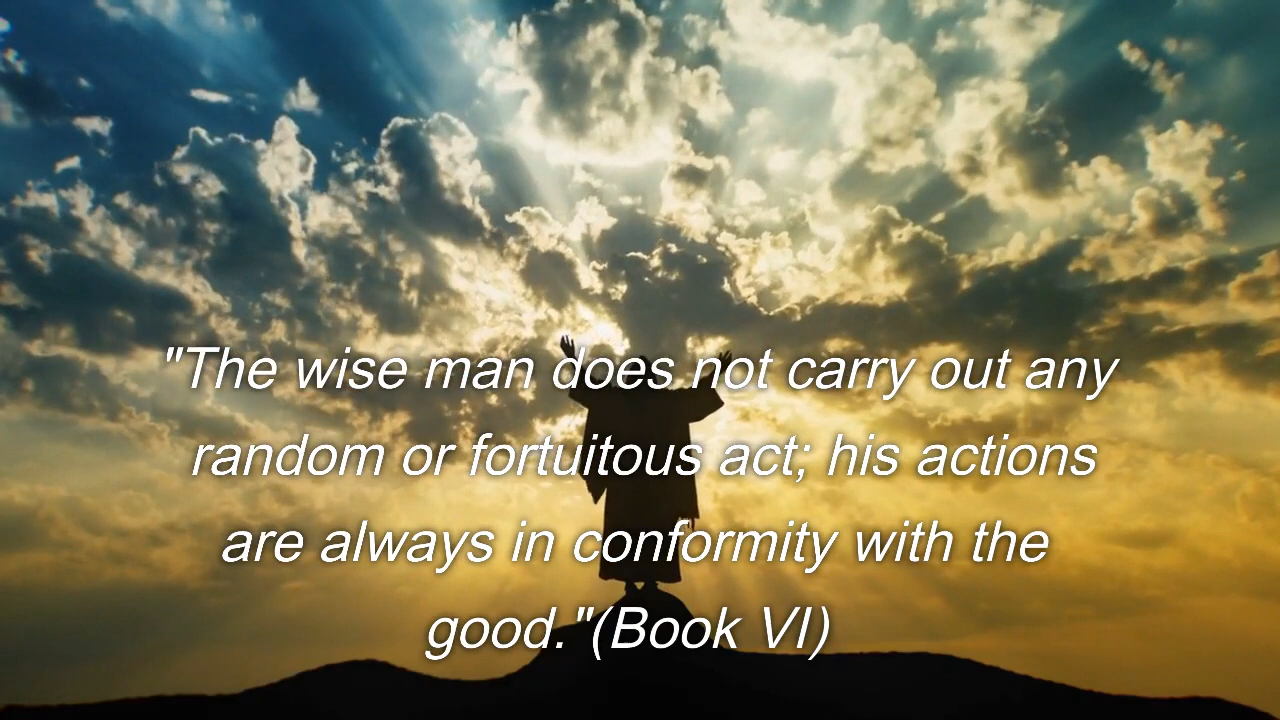 "The wise man does not carry out any
random or fortuitous act; his actions
are always in conformity with the
good."(Book VI)